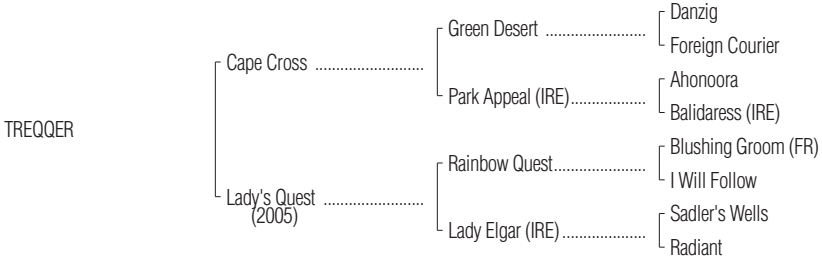 Danzig
Green Desert ........................
Foreign Courier
Cape Cross ..........................
Ahonoora
Park Appeal (IRE)..................
Balidaress (IRE)
TREQQER
Blushing Groom (FR)
Rainbow Quest......................
I Will Follow
Lady's Quest ........................
(2005)
Sadler's Wells
Lady Elgar (IRE) ....................
Radiant